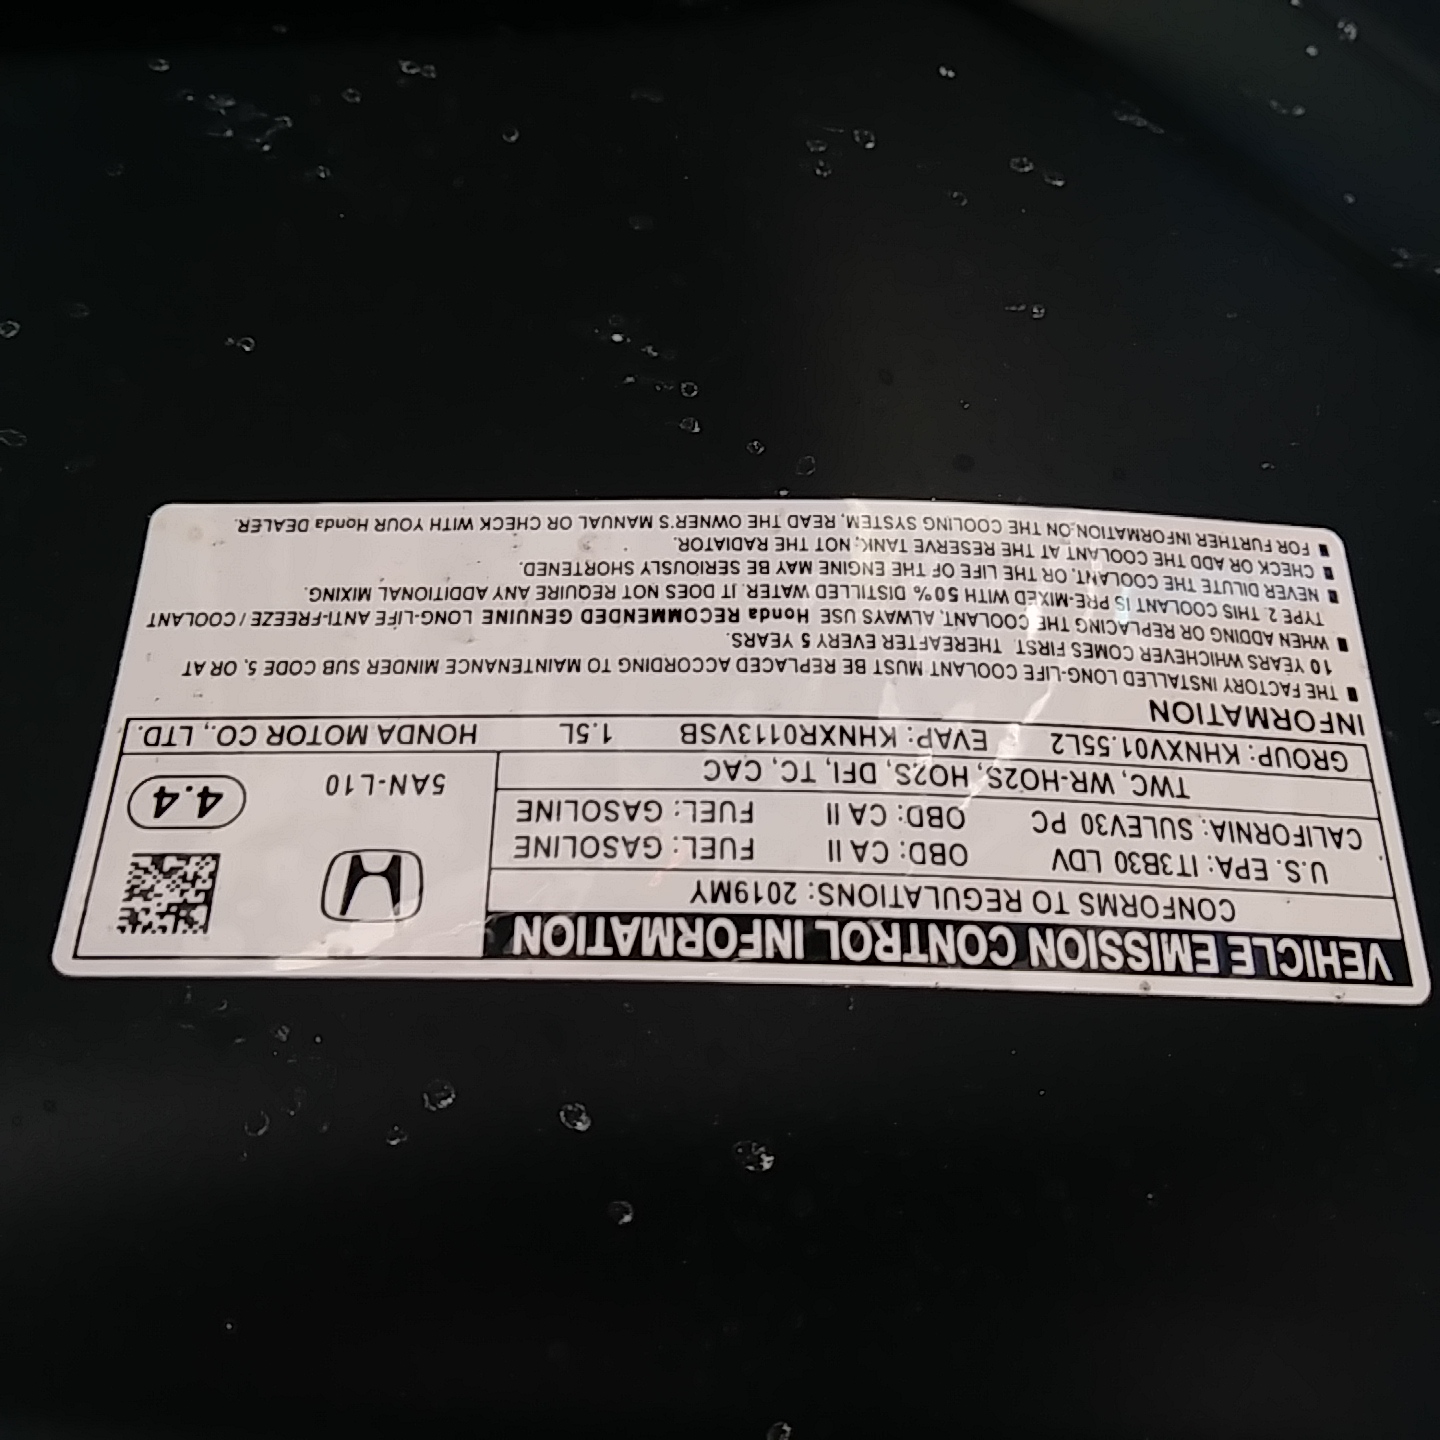 VEHICLE EMISSION CONTROL INFORMATION
CONFORMS TO REGULATIONS: 2019MY
U.S. EPA: IT3B30 LDV OBD: CA II FUEL: GASOLINE
CALIFORNIA: SULEV30 PC OBD: CA II FUEL: GASOLINE
TWC, WR-HO2S, HO2S, DFI, TC, CAC
5AN-L10 4.4
GROUP: KHNXV01.55L2 EVAP: KHNXR0113VSB 1.5L HONDA MOTOR CO., LTD.
INFORMATION
■ THE FACTORY INSTALLED LONG-LIFE COOLANT MUST BE REPLACED ACCORDING TO MAINTENANCE MINDER SUB CODE 5, OR AT
10 YEARS WHICHEVER COMES FIRST. THEREAFTER EVERY 5 YEARS.
■ WHEN ADDING OR REPLACING THE COOLANT, ALWAYS USE Honda RECOMMENDED GENUINE LONG-LIFE ANTI-FREEZE / COOLANT
TYPE 2 THIS COOLANT IS PRE-MIXED WITH 50% DISTILLED WATER. IT DOES NOT REQUIRE ANY ADDITIONAL MIXING.
■ NEVER DILUTE THE COOLANT, OR THE LIFE OF THE ENGINE MAY BE SERIOUSLY SHORTENED.
■ CHECK OR ADD THE COOLANT AT THE RESERVE TANK, NOT THE RADIATOR.
■ FOR FURTHER INFORMATION ON THE COOLING SYSTEM, READ THE OWNER'S MANUAL OR CHECK WITH YOUR Honda DEALER.